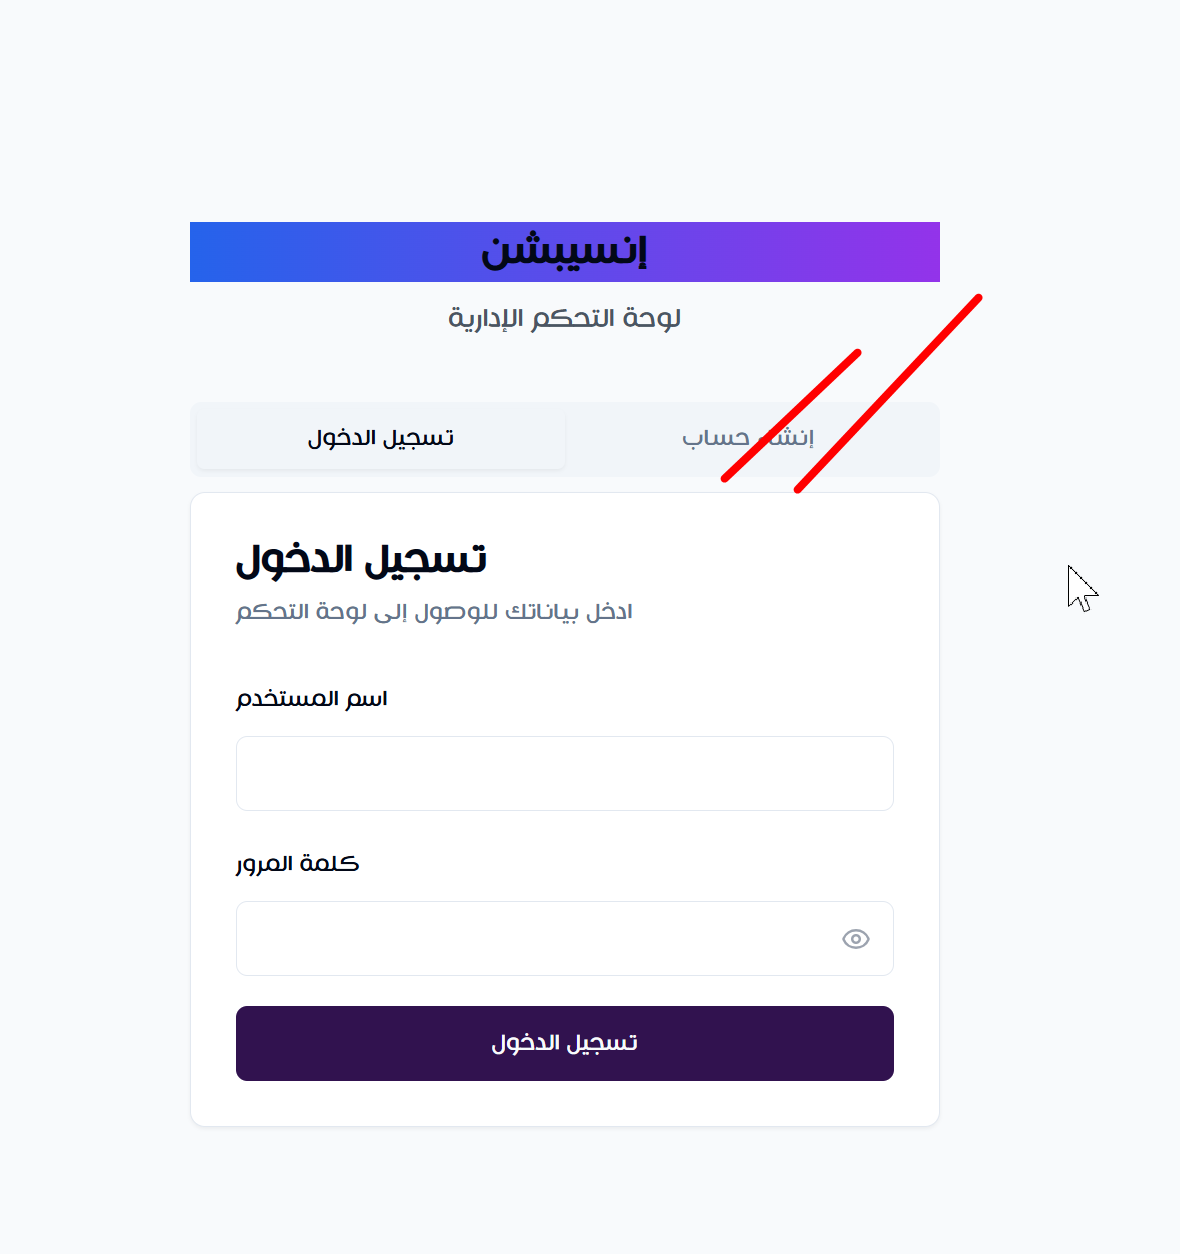 إنسيبشن
لوحة التحكم الإدارية
تسجيل الدخول
إنشاء حساب
تسجيل الدخول
ادخل بياناتك للوصول إلى لوحة التحكم
اسم المستخدم
كلمة المرور
تسجيل الدخول